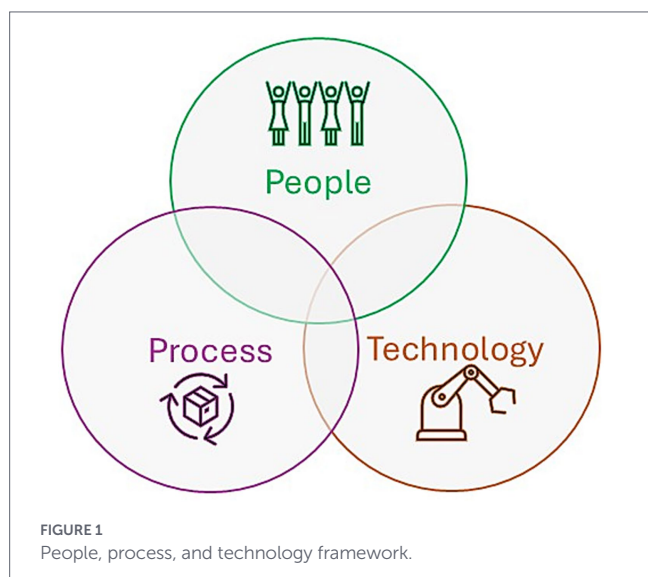 People
Process
Technology
FIGURE 1
People, process, and technology framework.